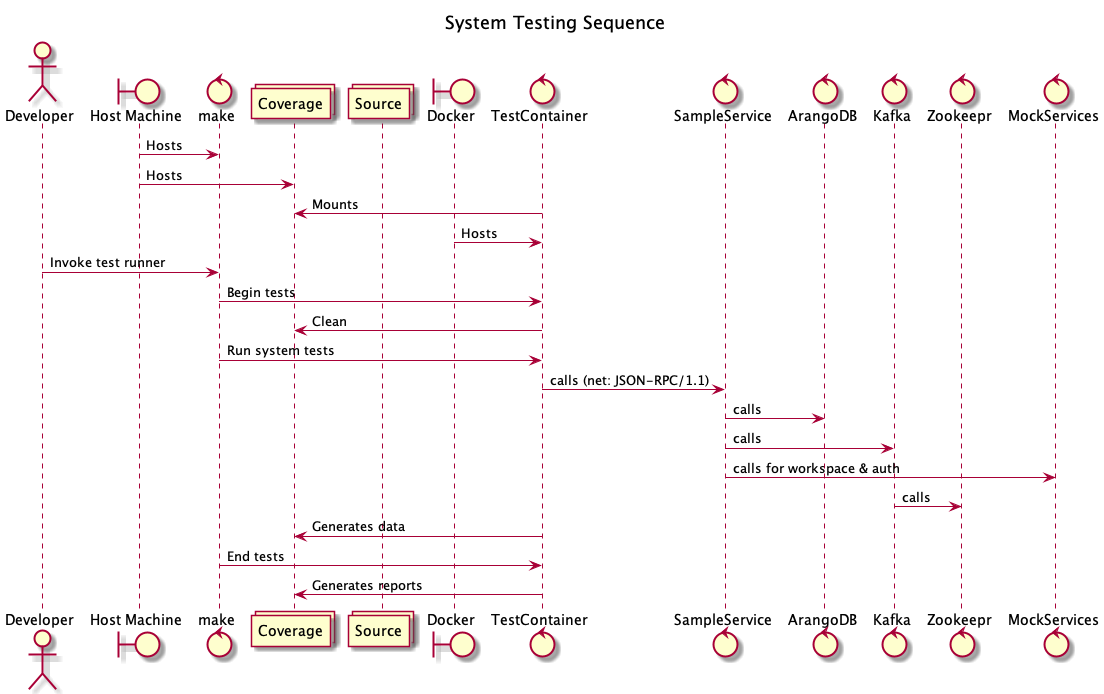 System Testing Sequence
Developer
Host Machine
make
Coverage
Source
Docker
TestContainer
SampleService
ArangoDB
Kafka
Zookeepr
MockServices
Hosts
Hosts
Mounts
Hosts
Invoke test runner
Begin tests
Clean
Run system tests
calls (net: JSON-RPC/1.1)
calls
calls
calls for workspace & auth
calls
Generates data
End tests
Generates reports
Developer
Host Machine
make
Coverage
Source
Docker
TestContainer
SampleService
ArangoDB
Kafka
Zookeepr
MockServices